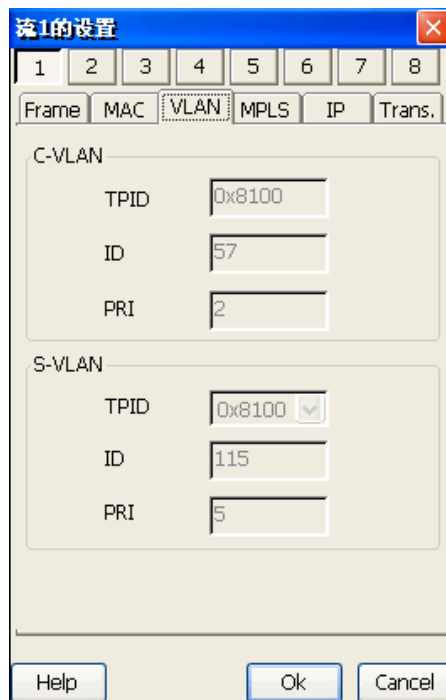 流1的设置
1 2 3 4 5 6 7 8
Frame MAC VLAN MPLS IP Trans.
C-VLAN
TPID 0x8100
ID 57
PRI 2
S-VLAN
TPID 0x8100
ID 115
PRI 5
Help Ok Cancel